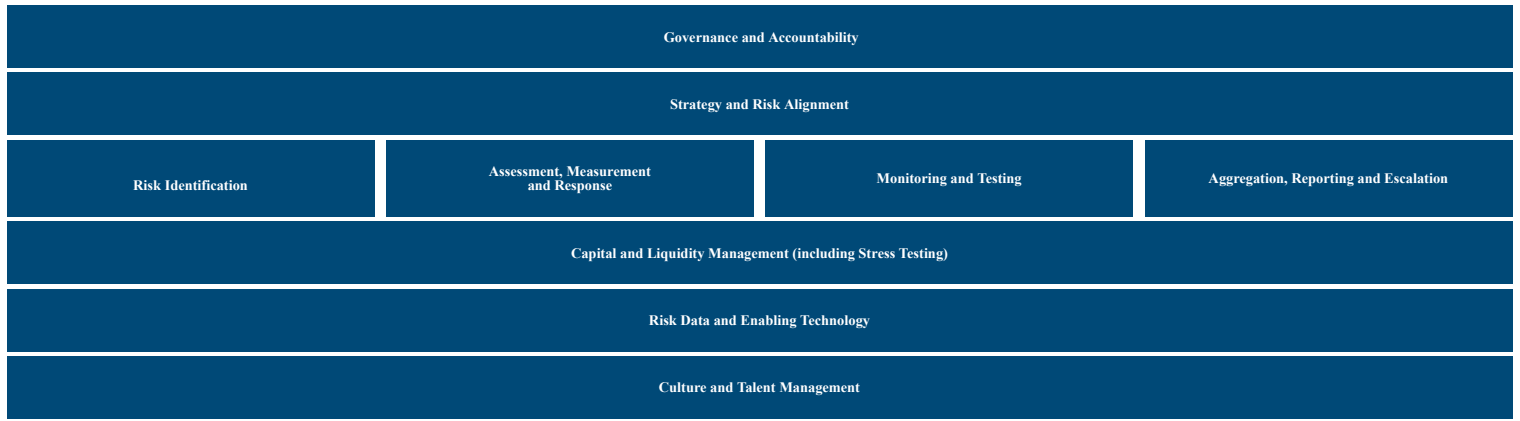 Governance and Accountability
Strategy and Risk Alignment
Risk Identification
Assessment, Measurement
and Response
Monitoring and Testing
Aggregation, Reporting and Escalation
Capital and Liquidity Management (including Stress Testing)
Risk Data and Enabling Technology
Culture and Talent Management